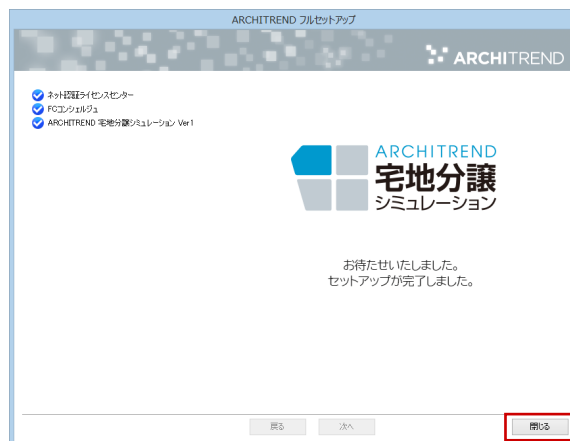 ARCHITREND フルセットアップ
ARCHITREND
ネット認証ライセンスセンター
FCコンシェルジュ
ARCHITREND 宅地分譲シミュレーション Ver1
ARCHITREND
宅地分譲
シミュレーション
お待たせいたしました。
セットアップが完了しました。
戻る
次へ
閉じる